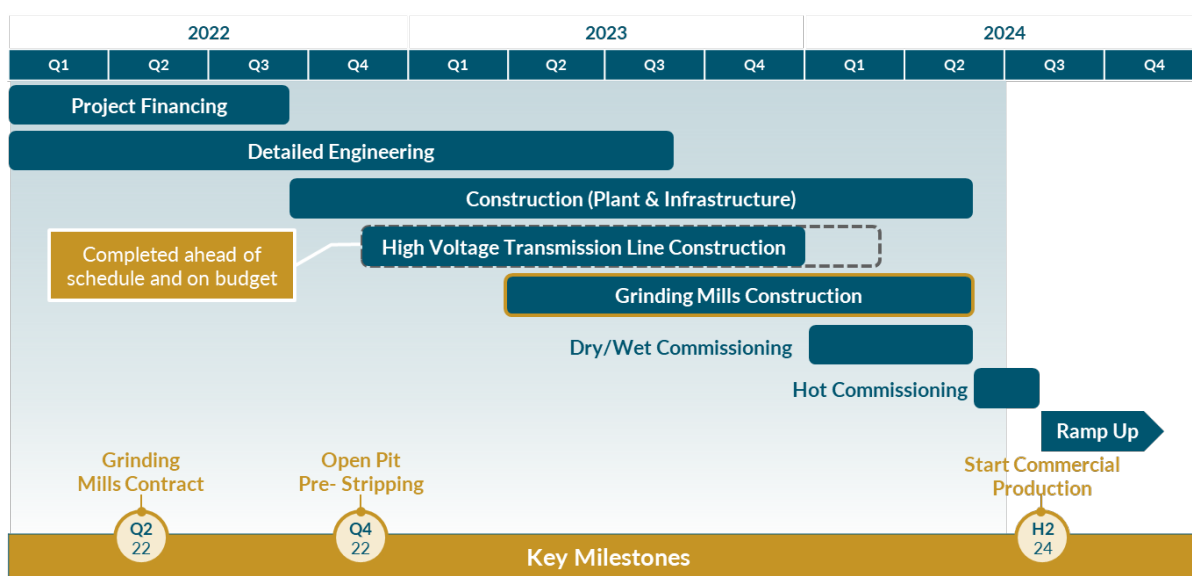 2022 2023 2024
Q1 Q2 Q3 Q4 Q1 Q2 Q3 Q4 Q1 Q2 Q3 Q4
Project Financing
Detailed Engineering
Construction (Plant & Infrastructure)
High Voltage Transmission Line Construction
Completed ahead of
schedule and on budget
Grinding Mills Construction
Dry/Wet Commissioning
Hot Commissioning
Ramp Up
Grinding
Mills Contract
Open Pit
Pre- Stripping
Start Commercial
Production
Q2
22
Q4
22
H2
24
Key Milestones